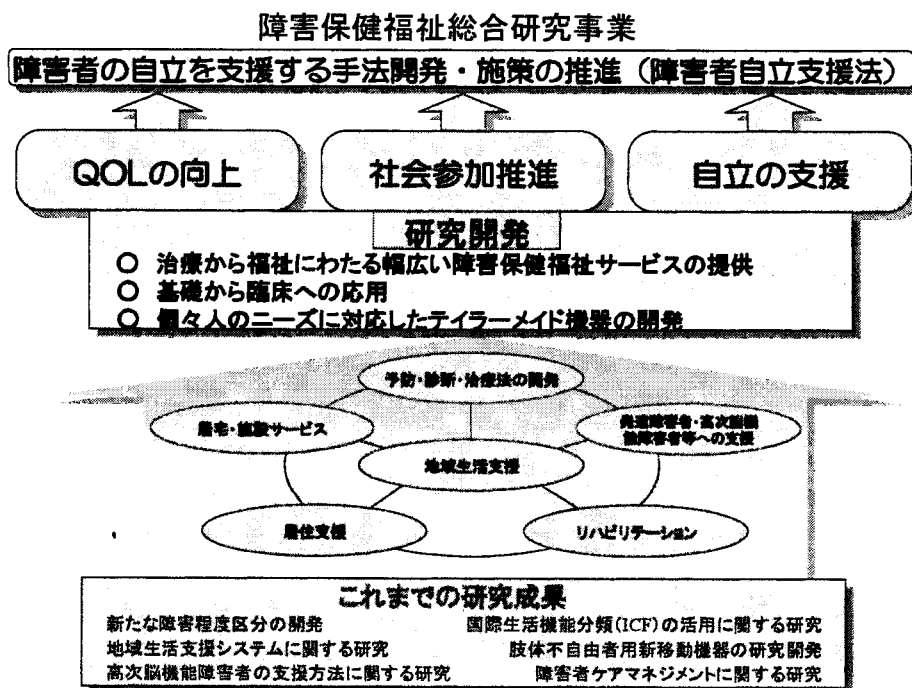 障害保健福祉総合研究事業
障害者の自立を支援する手法開発・施策の推進（障害者自立支援法）
QOLの向上
社会参加推進
自立の支援
研究開発
○ 治療から福祉にわたる幅広い障害保健福祉サービスの提供
○ 基礎から臨床への応用
○ 個々人のニーズに対応したテイラーメイド機器の開発
予防・診断・治療法の開発
居宅・施設サービス
発達障害者・高次脳機
能障害者等への支援
地域生活支援
居住支援
リハビリテーション
これまでの研究成果
新たな障害程度区分の開発
国際生活機能分類(ICF)の活用に関する研究
地域生活支援システムに関する研究
肢体不自由者用新移動機器の研究開発
高次脳機能障害者の支援方法に関する研究
障害者ケアマネジメントに関する研究